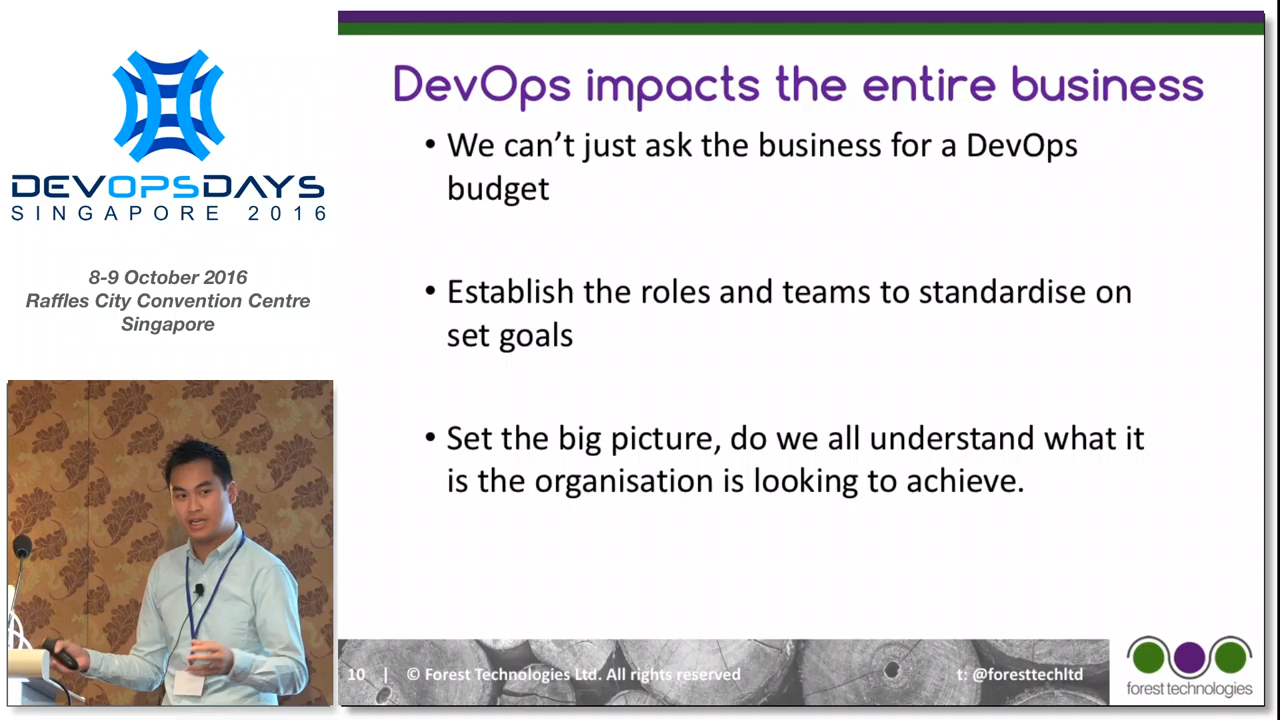 DEVOPSDAYS
SINGAPORE 2016
8-9 October 2016
Raffles City Convention Centre
Singapore
DevOps impacts the entire business
• We can't just ask the business for a DevOps
budget
• Establish the roles and teams to standardise on
set goals
• Set the big picture, do we all understand what it
is the organisation is looking to achieve.
10 | © Forest Technologies Ltd. All rights reserved t: @foresttechltd
forest technologies